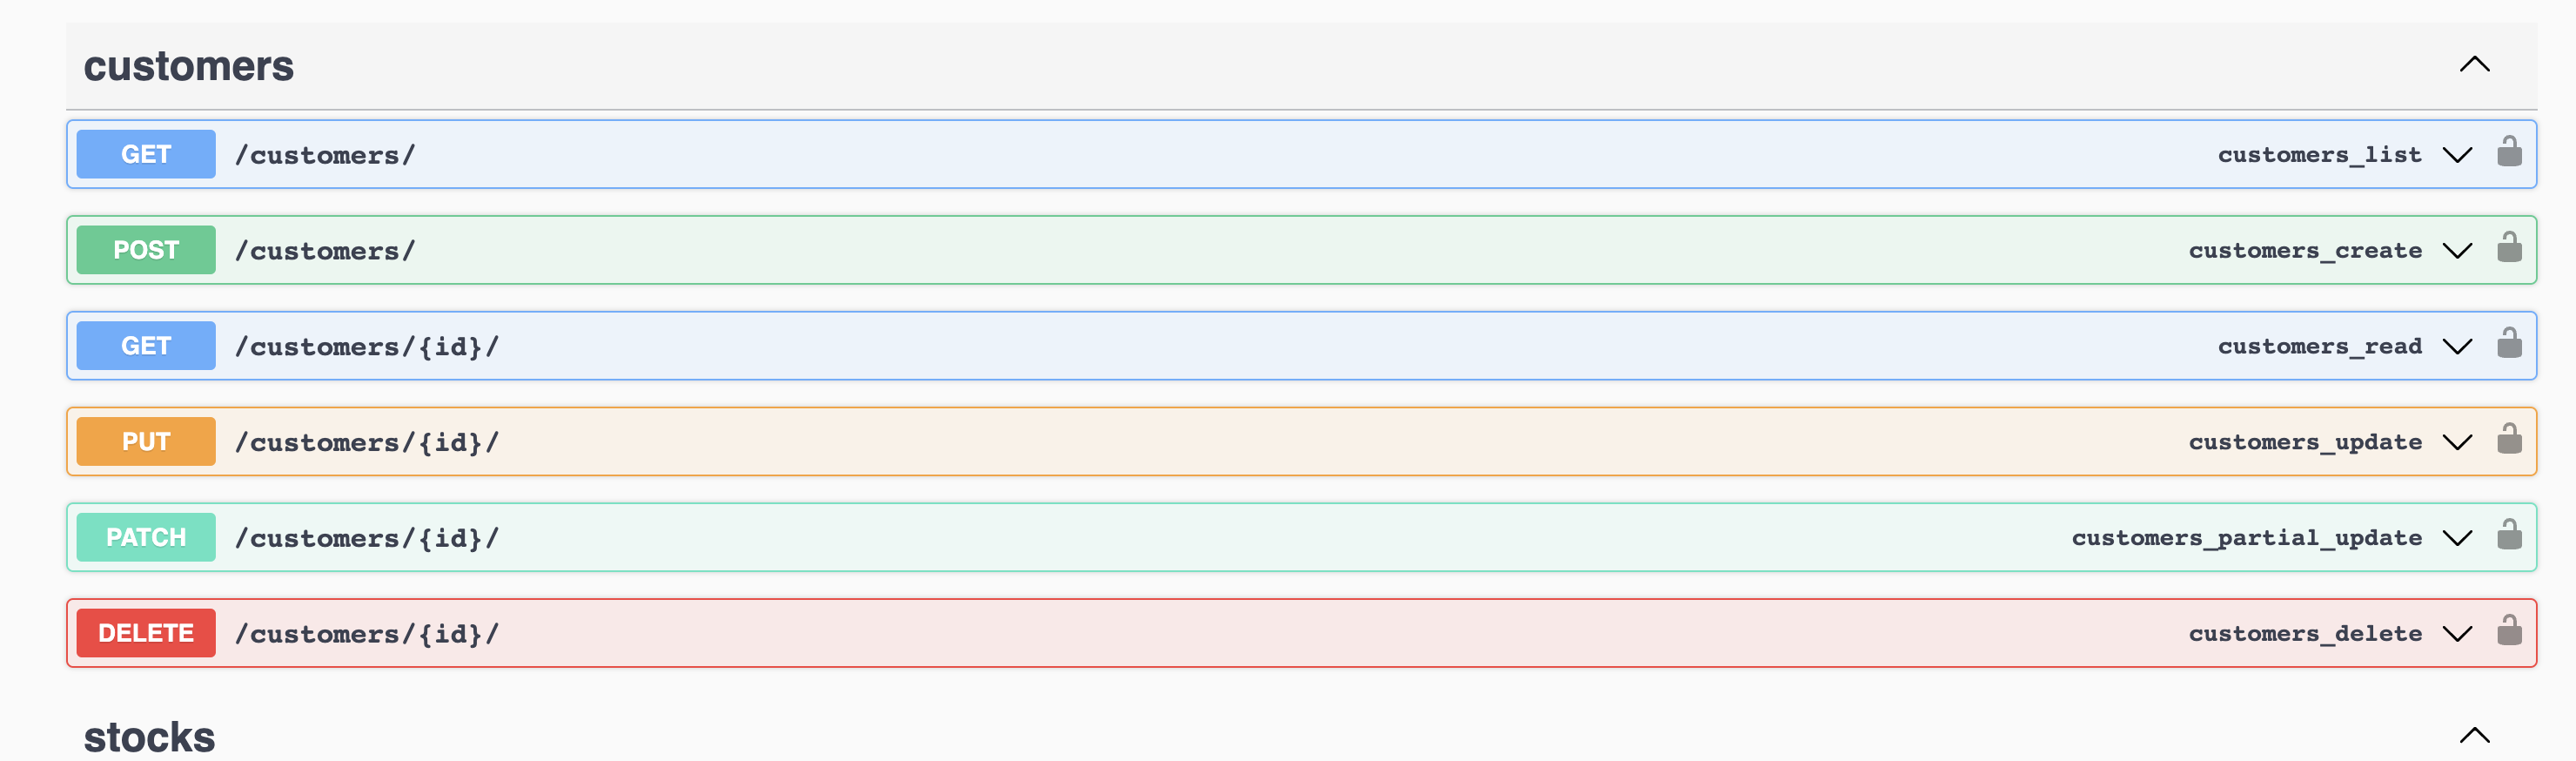 customers
GET /customers/ customers_list
POST /customers/ customers_create
GET /customers/{id}/ customers_read
PUT /customers/{id}/ customers_update
PATCH /customers/{id}/ customers_partial_update
DELETE /customers/{id}/ customers_delete
stocks